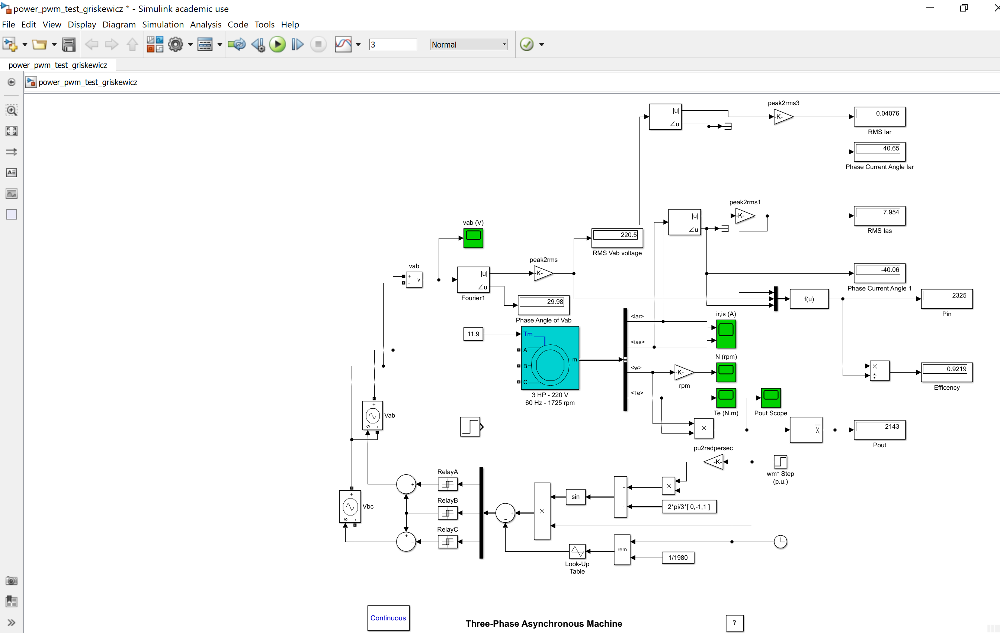 power_pwm_test_griskewicz * - Simulink academic use
File Edit View Display Diagram Simulation Analysis Code Tools Help
3
Normal
power_pwm_test_griskewicz
power_pwm_test_griskewicz
peak2rms3
|u|
∠u
-K-
0.04076
RMS Iar
40.65
Phase Current Angle Iar
peak2rms1
|u|
∠u
-K-
7.954
RMS Ias
vab (V)
220.5
RMS Vab voltage
peak2rms
vab
+
-
v
|u|
∠u
Fourier1
-K-
-40.06
Phase Current Angle 1
29.98
Phase Angle of Vab
f(u)
2325
Pin
11.9
Tm
A
B
C
m
3 HP - 220 V
60 Hz - 1725 rpm
<iar>
<ias>
<w>
<Te>
ir,is (A)
N (rpm)
-K-
rpm
×
÷
0.9219
Efficency
Te (N.m)
Pout Scope
+
s
-
Vab
×
x̅
2143
Pout
pu2radpersec
-K-
wm* Step
(p.u.)
RelayA
+
−
RelayB
RelayC
+
−
+
s
-
Vbc
+
−
×
sin
+
+
×
2*pi/3*[ 0,-1,1 ]
Look-Up
Table
rem
1/1980
Continuous
Three-Phase Asynchronous Machine
?